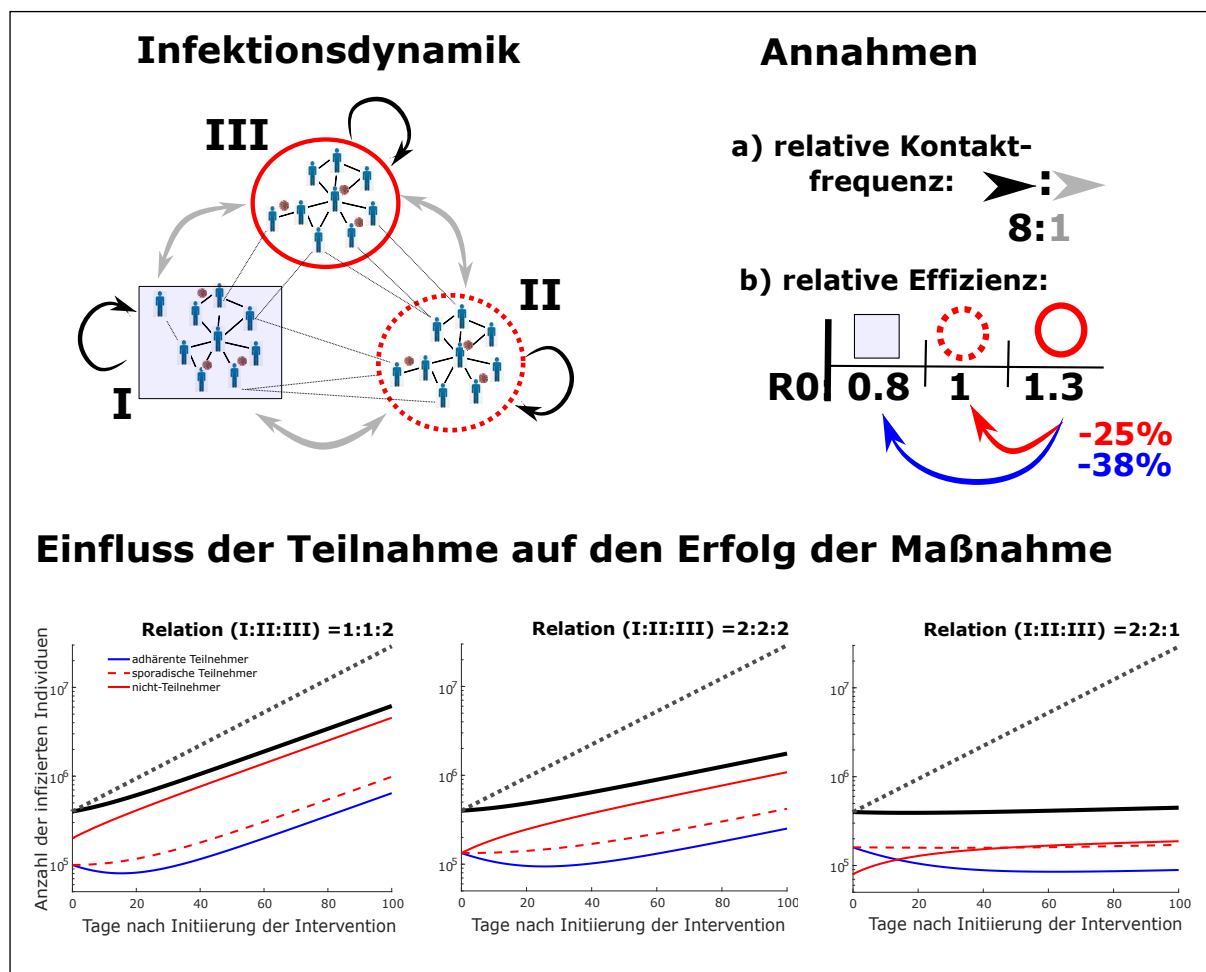 Infektionsdynamik
Annahmen
III
II
I
a) relative Kontakt-
frequenz:
:
8:1
b) relative Effizienz:
R0: 0.8 1 1.3
-25%
-38%
Einfluss der Teilnahme auf den Erfolg der Maßnahme
Relation (I:II:III) =1:1:2
Relation (I:II:III) =2:2:2
Relation (I:II:III) =2:2:1
Anzahl der infizierten Individuen
adhärente Teilnehmer
sporadische Teilnehmer
nicht-Teilnehmer
10^7
10^6
10^5
0 20 40 60 80 100
Tage nach Initiierung der Intervention
10^7
10^6
10^5
0 20 40 60 80 100
Tage nach Initiierung der Intervention
10^7
10^6
10^5
0 20 40 60 80 100
Tage nach Initiierung der Intervention